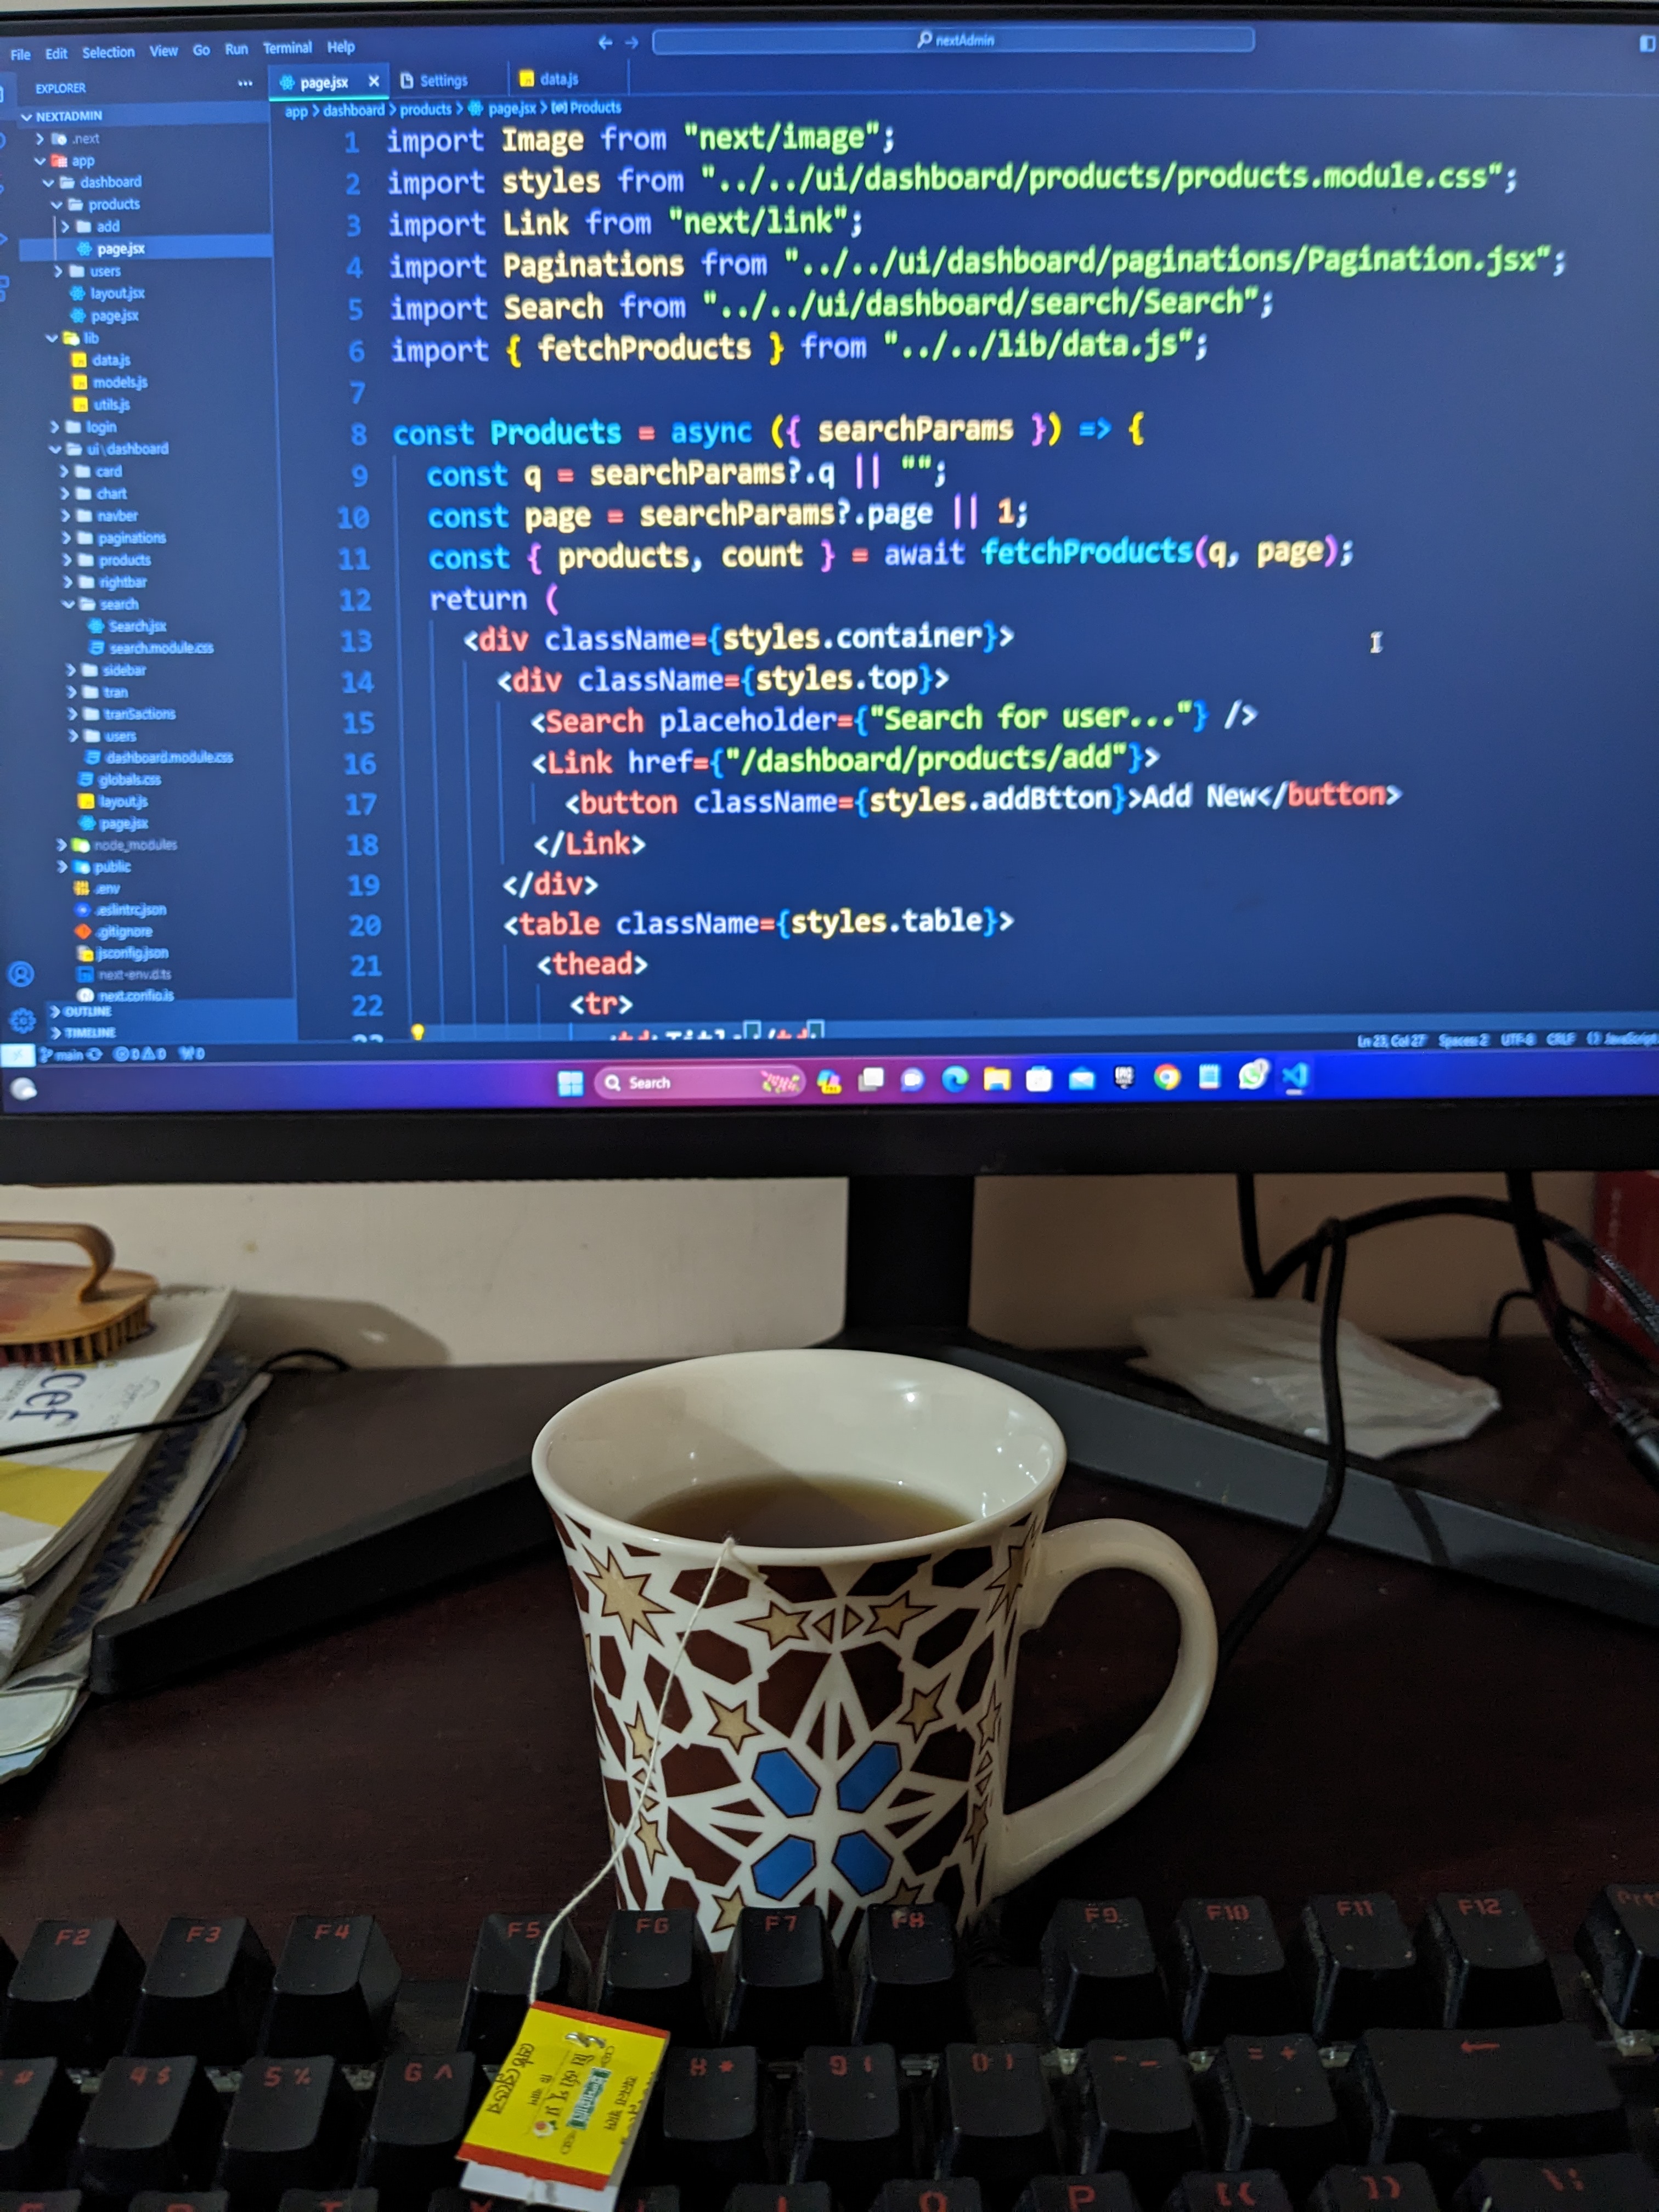 File Edit Selection View Go Run Terminal Help
nextAdmin
EXPLORER
page.jsx
Settings
data.js
app > dashboard > products > page.jsx > Products
NEXTADMIN
.next
app
dashboard
products
add
page.jsx
users
layout.jsx
page.jsx
lib
data.js
models.js
utils.js
login
ui\dashboard
card
chart
navber
paginations
products
rightbar
search
Search.jsx
search.module.css
sidebar
tran
tranSactions
users
dashboard.module.css
globals.css
layout.js
page.jsx
node_modules
public
.env
.eslintrc.json
.gitignore
jsconfig.json
next-env.d.ts
next.config.js
OUTLINE
TIMELINE
1 import Image from "next/image";
2 import styles from "../../ui/dashboard/products/products.module.css";
3 import Link from "next/link";
4 import Paginations from "../../ui/dashboard/paginations/Pagination.jsx";
5 import Search from "../../ui/dashboard/search/Search";
6 import { fetchProducts } from "../../lib/data.js";
7
8 const Products = async ({ searchParams }) => {
9 const q = searchParams?.q || "";
10 const page = searchParams?.page || 1;
11 const { products, count } = await fetchProducts(q, page);
12 return (
13 <div className={styles.container}>
14 <div className={styles.top}>
15 <Search placeholder={"Search for user..."} />
16 <Link href={"/dashboard/products/add"}>
17 <button className={styles.addBtton}>Add New</button>
18 </Link>
19 </div>
20 <table className={styles.table}>
21 <thead>
22 <tr>
main 0 0 0
Ln 23, Col 27 Spaces: 2 UTF-8 CRLF {} JavaScript
Search
EPIC
F2 F3 F4 F5 F6 F7 F8 F9 F10 F11 F12
4 $ 5 % 6 ^ 8 * 9 ( 0 ) - _ = + ←
O P [ { ] } \ |